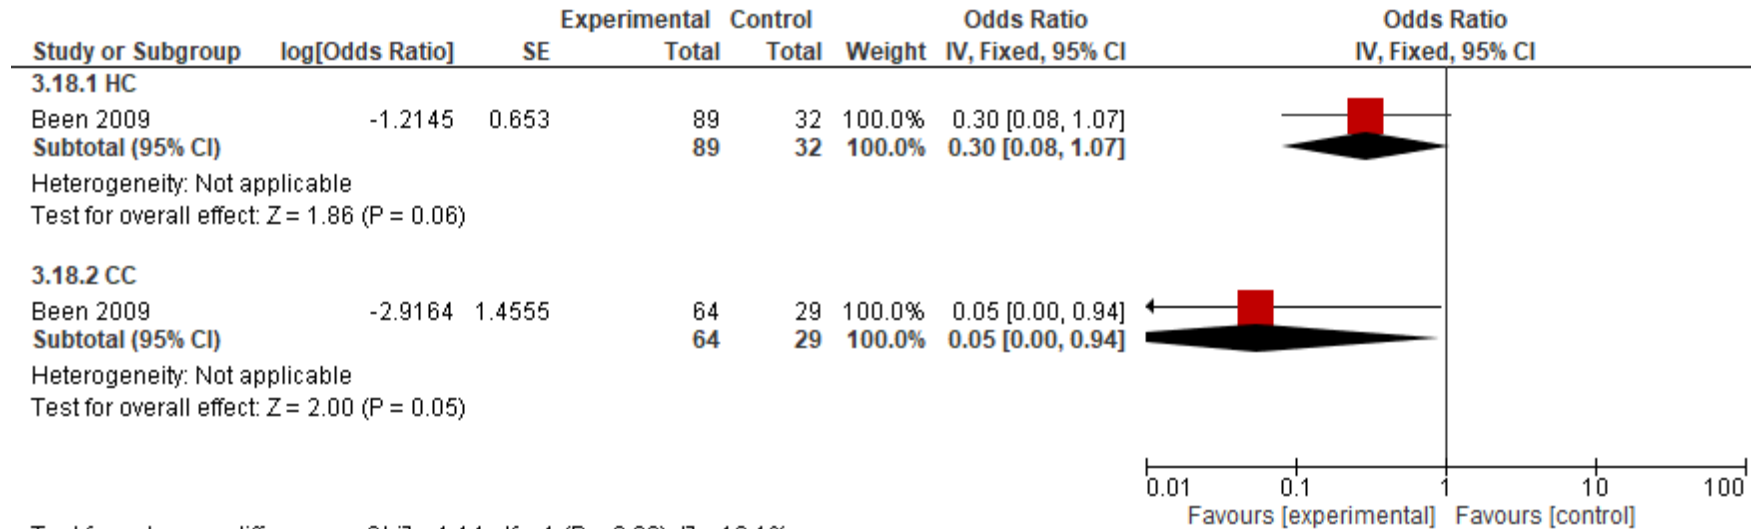 Experimental Control Odds Ratio Odds Ratio
Study or Subgroup log[Odds Ratio] SE Total Total Weight IV, Fixed, 95% CI IV, Fixed, 95% CI
3.18.1 HC
Been 2009 -1.2145 0.653 89 32 100.0% 0.30 [0.08, 1.07]
Subtotal (95% CI) 89 32 100.0% 0.30 [0.08, 1.07]
Heterogeneity: Not applicable
Test for overall effect: Z = 1.86 (P = 0.06)
3.18.2 CC
Been 2009 -2.9164 1.4555 64 29 100.0% 0.05 [0.00, 0.94]
Subtotal (95% CI) 64 29 100.0% 0.05 [0.00, 0.94]
Heterogeneity: Not applicable
Test for overall effect: Z = 2.00 (P = 0.05)
0.01 0.1 1 10 100
Favours [experimental] Favours [control]